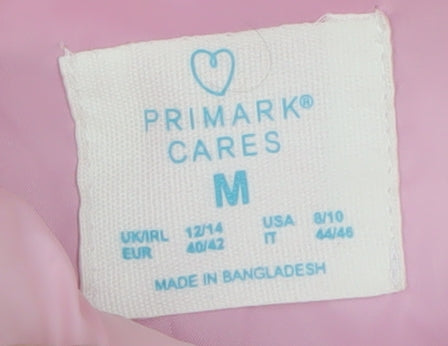 PRIMARK®
CARES
M
UK/IRL 12/14 USA 8/10
EUR 40/42 IT 44/46
MADE IN BANGLADESH